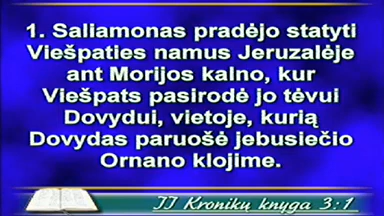 1. Saliamonas pradėjo statyti
Viešpaties namus Jeruzalėje
ant Morijos kalno, kur
Viešpats pasirodė jo tėvui
Dovydui, vietoje, kurią
Dovydas paruošė jebusiečio
Ornano klojime.
II Kronikų knyga 3:1